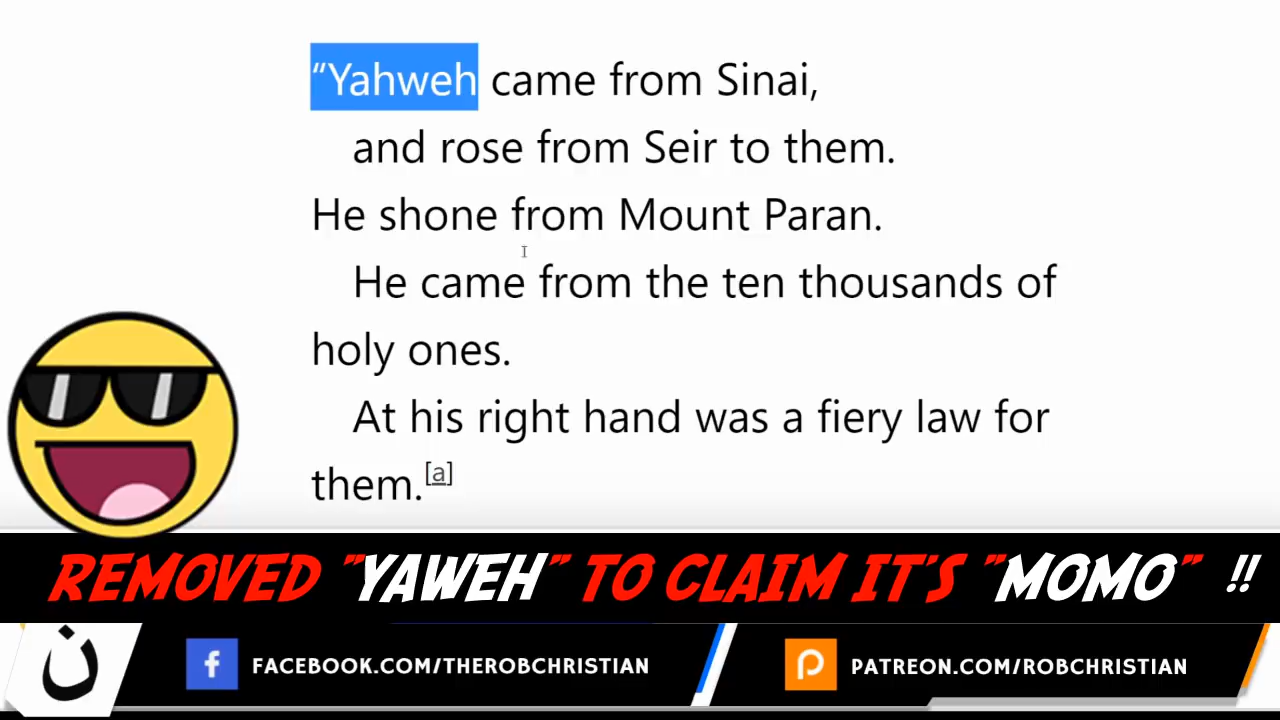 “Yahweh came from Sinai,
and rose from Seir to them.
He shone from Mount Paran.
He came from the ten thousands of
holy ones.
At his right hand was a fiery law for
them.[a]
REMOVED "YAWEH" TO CLAIM IT'S "MOMO" !!
ن
f FACEBOOK.COM/THEROBCHRISTIAN
PATREON.COM/ROBCHRISTIAN